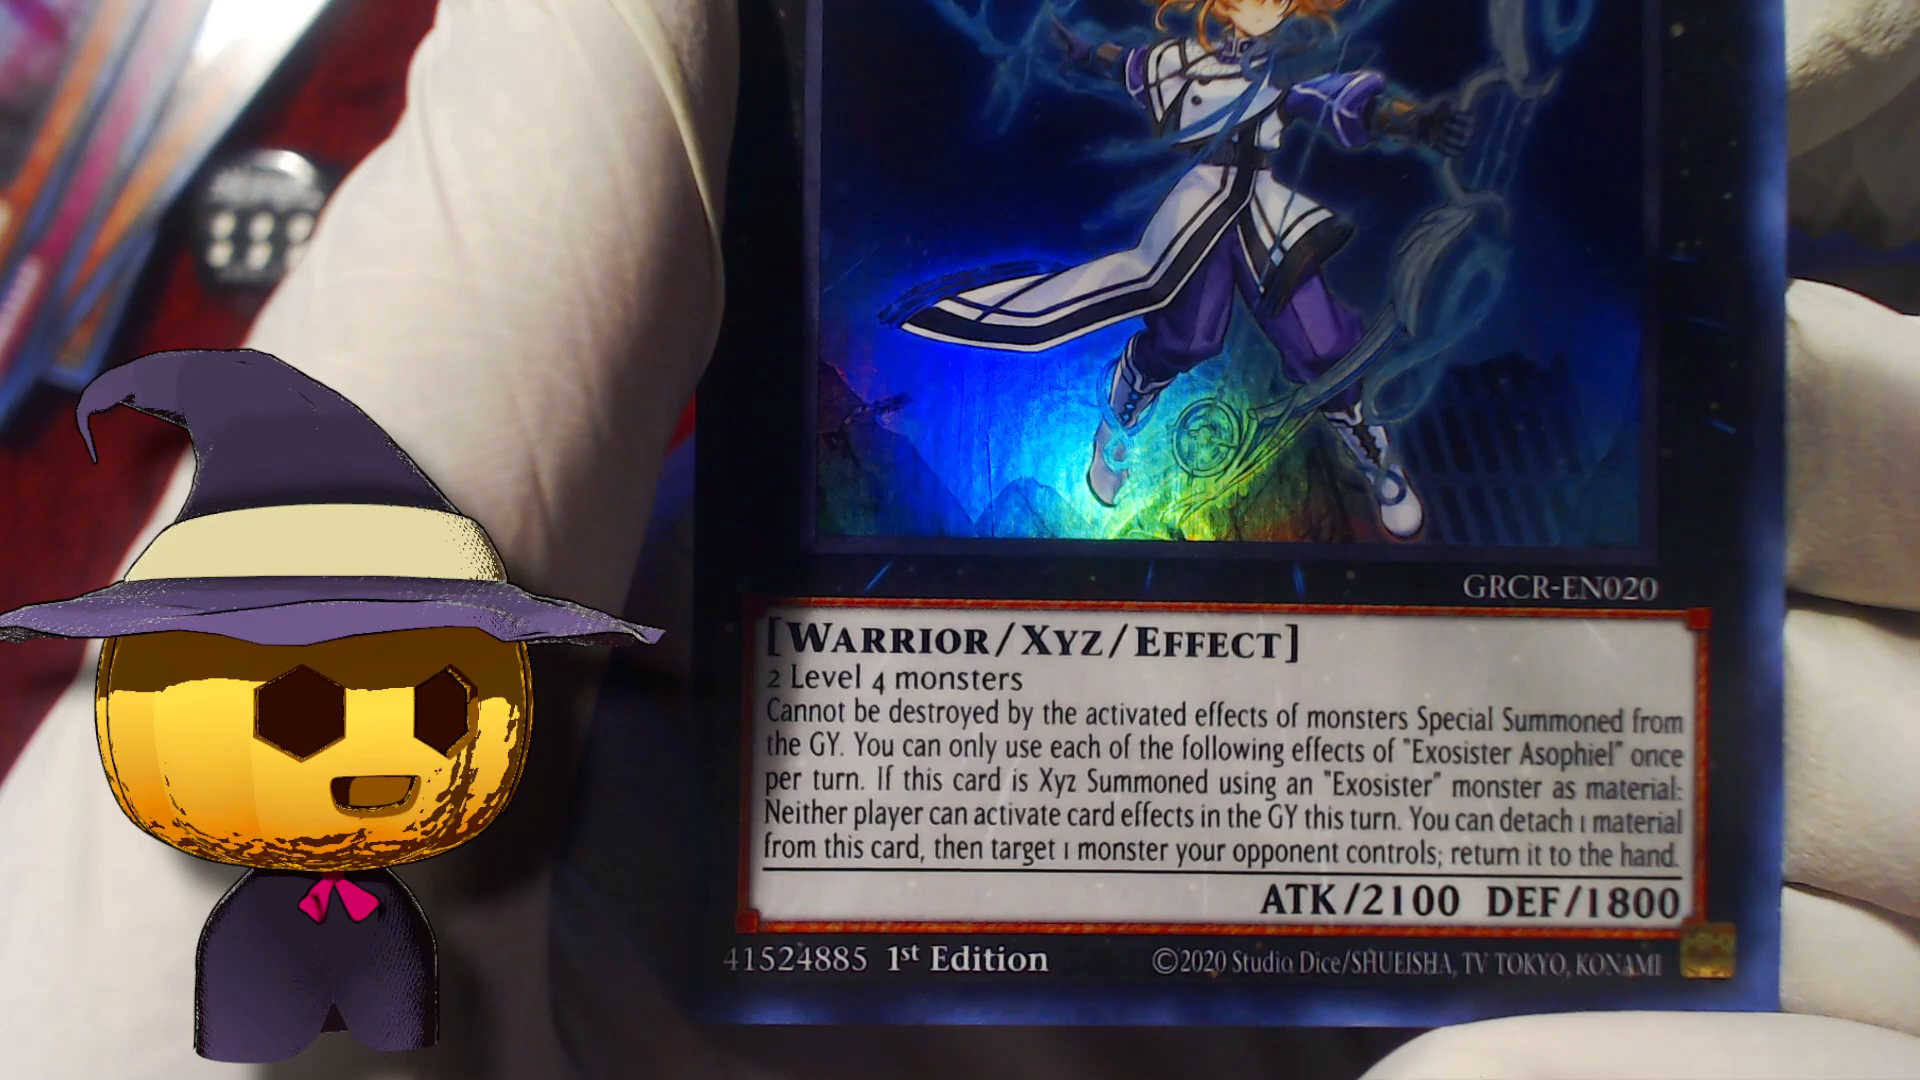 GRCR-EN020
[WARRIOR/XYZ/EFFECT]
2 Level 4 monsters
Cannot be destroyed by the activated effects of monsters Special Summoned from
the GY. You can only use each of the following effects of "Exosister Asophiel" once
per turn. If this card is Xyz Summoned using an "Exosister" monster as material:
Neither player can activate card effects in the GY this turn. You can detach 1 material
from this card, then target 1 monster your opponent controls; return it to the hand.
ATK/2100 DEF/1800
41524885 1st Edition ©2020 Studio Dice/SHUEISHA, TV TOKYO, KONAMI